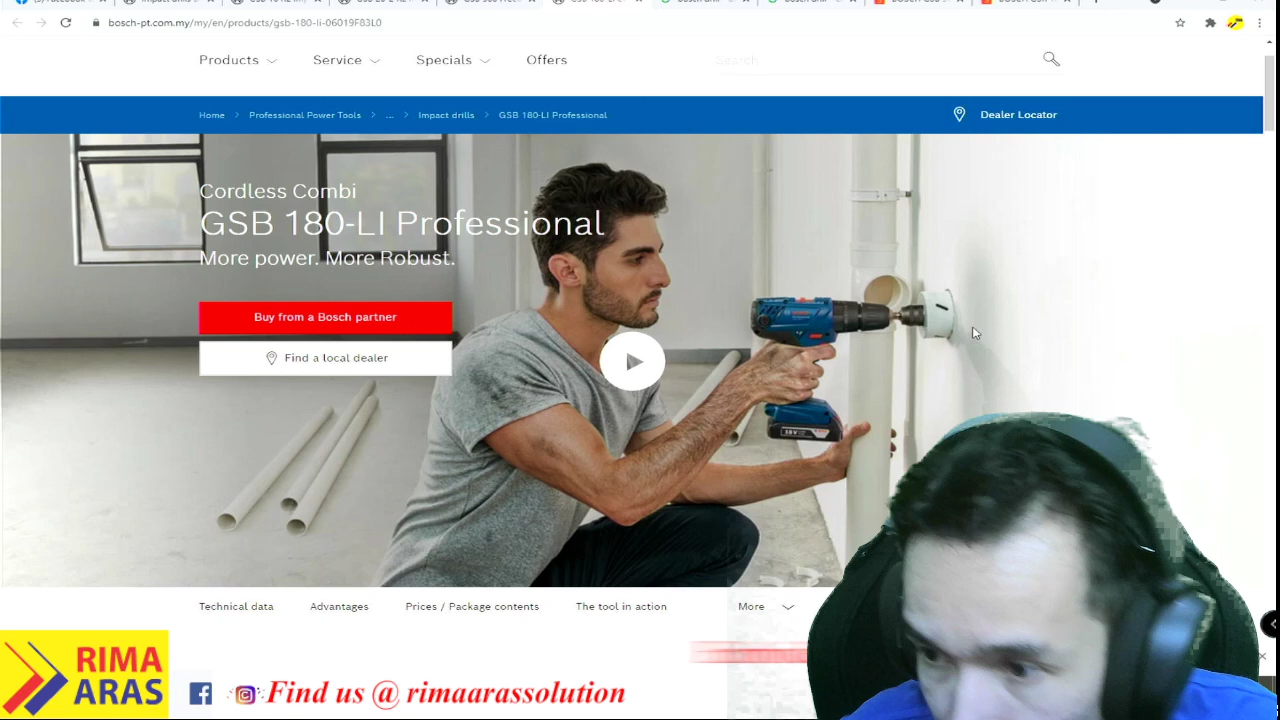 bosch-pt.com.my/my/en/products/gsb-180-li-06019F83L0
Products
Service
Specials
Offers
Search
Home
Professional Power Tools
...
Impact drills
GSB 180-LI Professional
Dealer Locator
Cordless Combi
GSB 180-LI Professional
More power. More Robust.
Buy from a Bosch partner
Find a local dealer
18V
Technical data
Advantages
Prices / Package contents
The tool in action
More
RIMA
ARAS
Find us @ rimaarassolution